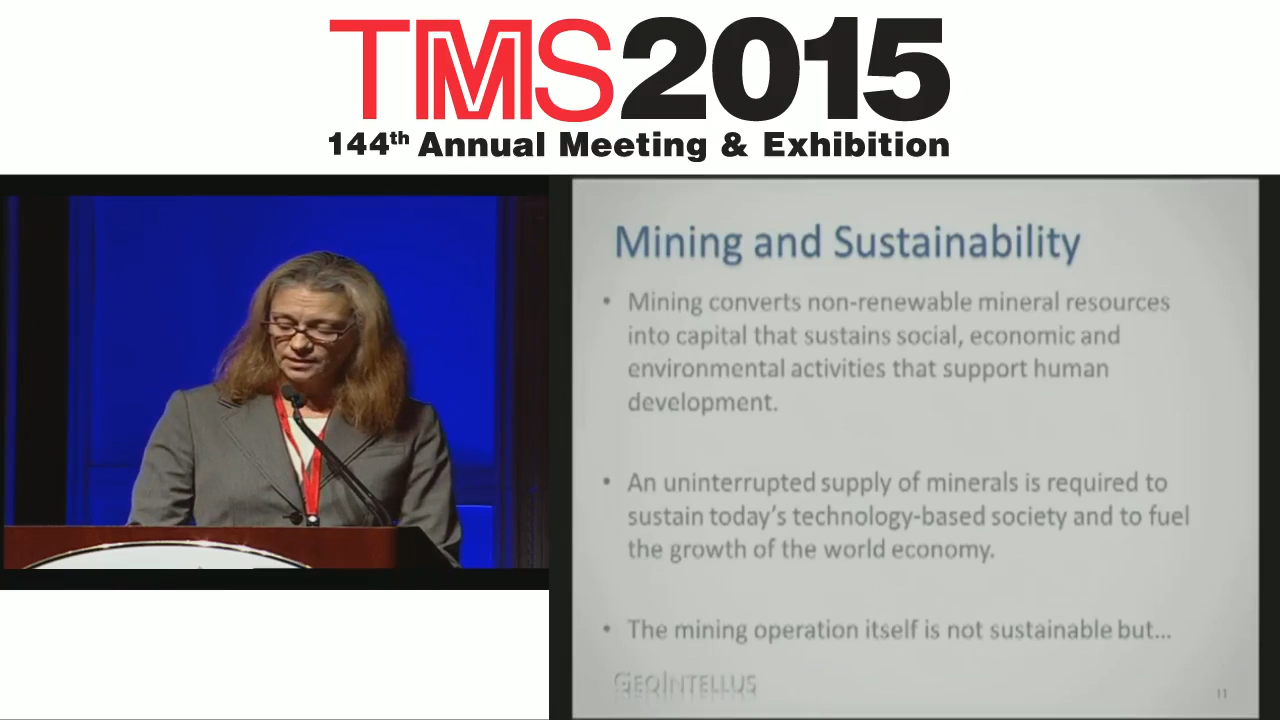 TMS2015
144th Annual Meeting & Exhibition
Mining and Sustainability
• Mining converts non-renewable mineral resources
into capital that sustains social, economic and
environmental activities that support human
development.
• An uninterrupted supply of minerals is required to
sustain today's technology-based society and to fuel
the growth of the world economy.
• The mining operation itself is not sustainable but...
GEOINTELLUS
11